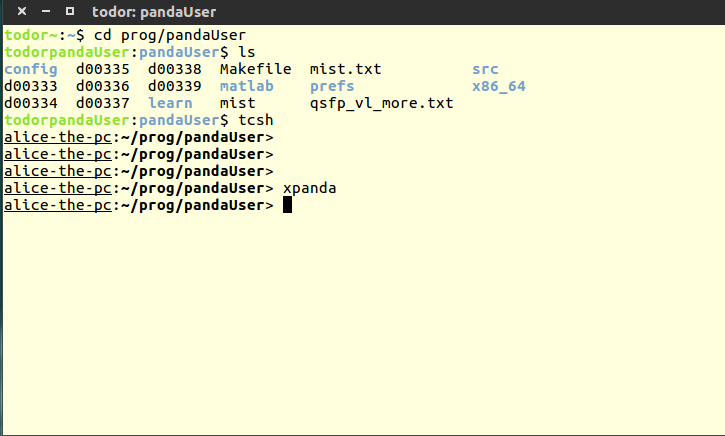 todor: pandaUser
todor~:~$ cd prog/pandaUser
todorpandaUser:pandaUser$ ls
config  d00335  d00338  Makefile  mist.txt          src
d00333  d00336  d00339  matlab    prefs             x86_64
d00334  d00337  learn   mist      qsfp_vl_more.txt
todorpandaUser:pandaUser$ tcsh
alice-the-pc:~/prog/pandaUser>
alice-the-pc:~/prog/pandaUser>
alice-the-pc:~/prog/pandaUser>
alice-the-pc:~/prog/pandaUser> xpanda
alice-the-pc:~/prog/pandaUser>